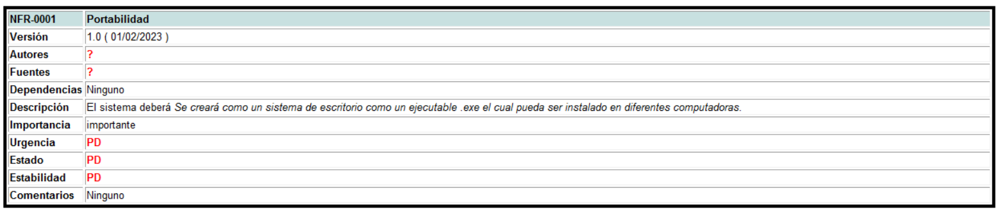 NFR-0001 Portabilidad
Versión 1.0 ( 01/02/2023 )
Autores ?
Fuentes ?
Dependencias Ninguno
Descripción El sistema deberá Se creará como un sistema de escritorio como un ejecutable .exe el cual pueda ser instalado en diferentes computadoras.
Importancia importante
Urgencia PD
Estado PD
Estabilidad PD
Comentarios Ninguno